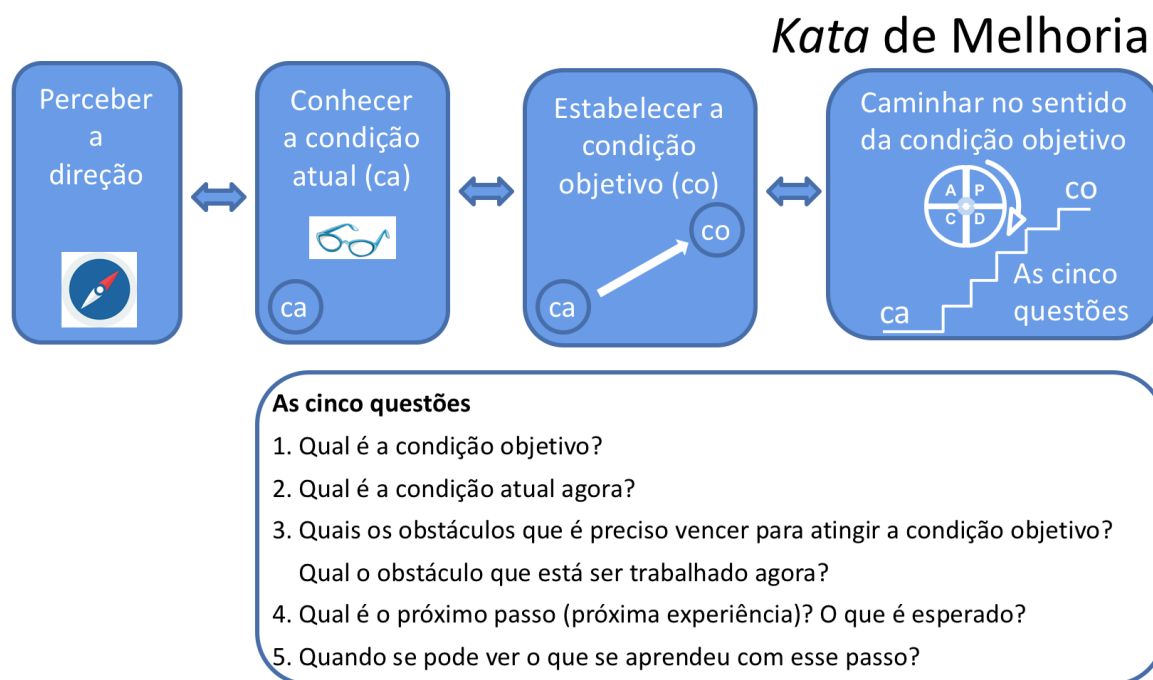 Kata de Melhoria
Perceber
a
direção
Conhecer
a condição
atual (ca)
ca
Estabelecer a
condição
objetivo (co)
co
ca
Caminhar no sentido
da condição objetivo
A P
C D
co
As cinco
questões
ca
As cinco questões
1. Qual é a condição objetivo?
2. Qual é a condição atual agora?
3. Quais os obstáculos que é preciso vencer para atingir a condição objetivo?
Qual o obstáculo que está ser trabalhado agora?
4. Qual é o próximo passo (próxima experiência)? O que é esperado?
5. Quando se pode ver o que se aprendeu com esse passo?